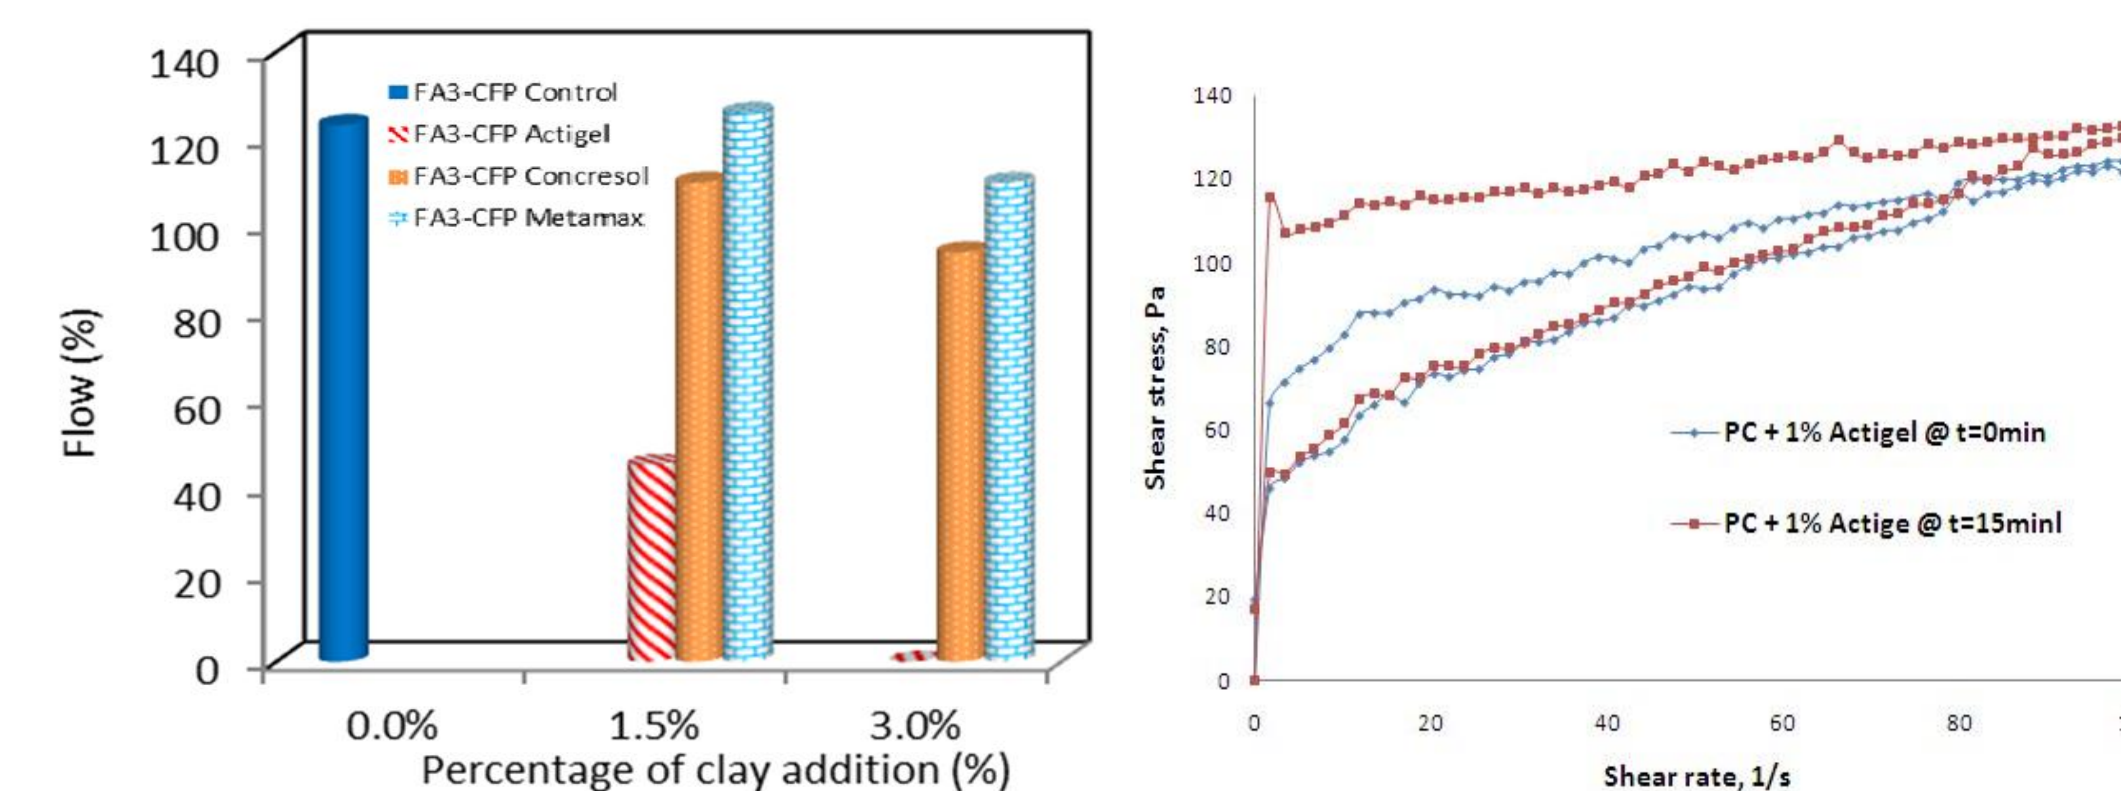 140
120
100
80
60
40
20
0
Flow (%)
FA3-CFP Control
FA3-CFP Actigel
FA3-CFP Concresol
FA3-CFP Metamax
0.0% 1.5% 3.0%
Percentage of clay addition (%)
140
120
100
80
60
40
20
0
Shear stress, Pa
PC + 1% Actigel @ t=0min
PC + 1% Actige @ t=15minl
0 20 40 60 80
Shear rate, 1/s